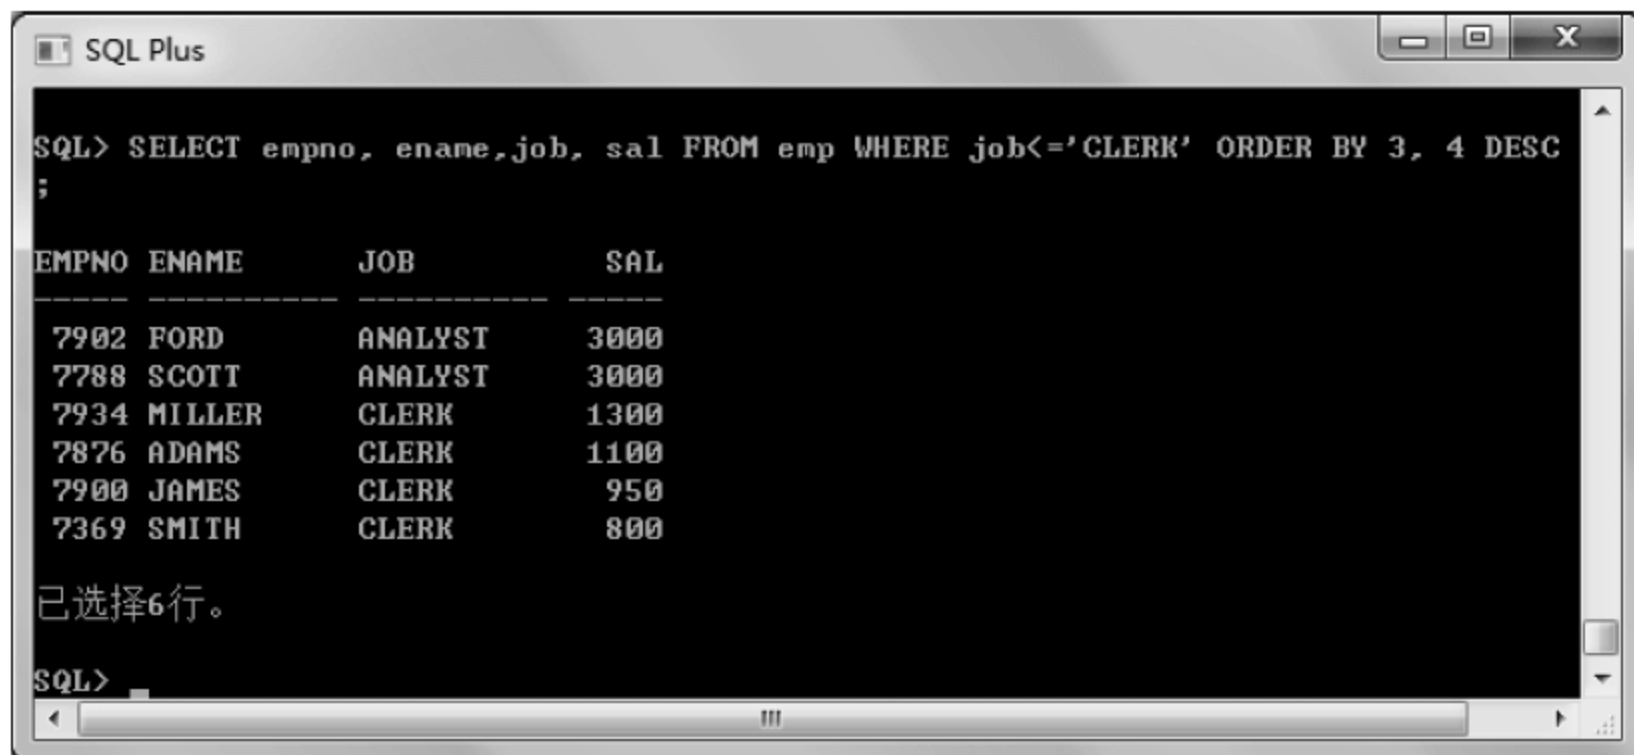 SQL Plus
SQL> SELECT empno, ename,job, sal FROM emp WHERE job<='CLERK' ORDER BY 3, 4 DESC
;
EMPNO ENAME      JOB          SAL
----- ---------- ---------- -----
 7902 FORD       ANALYST     3000
 7788 SCOTT      ANALYST     3000
 7934 MILLER     CLERK       1300
 7876 ADAMS      CLERK       1100
 7900 JAMES      CLERK        950
 7369 SMITH      CLERK        800
已选择6行。
SQL>